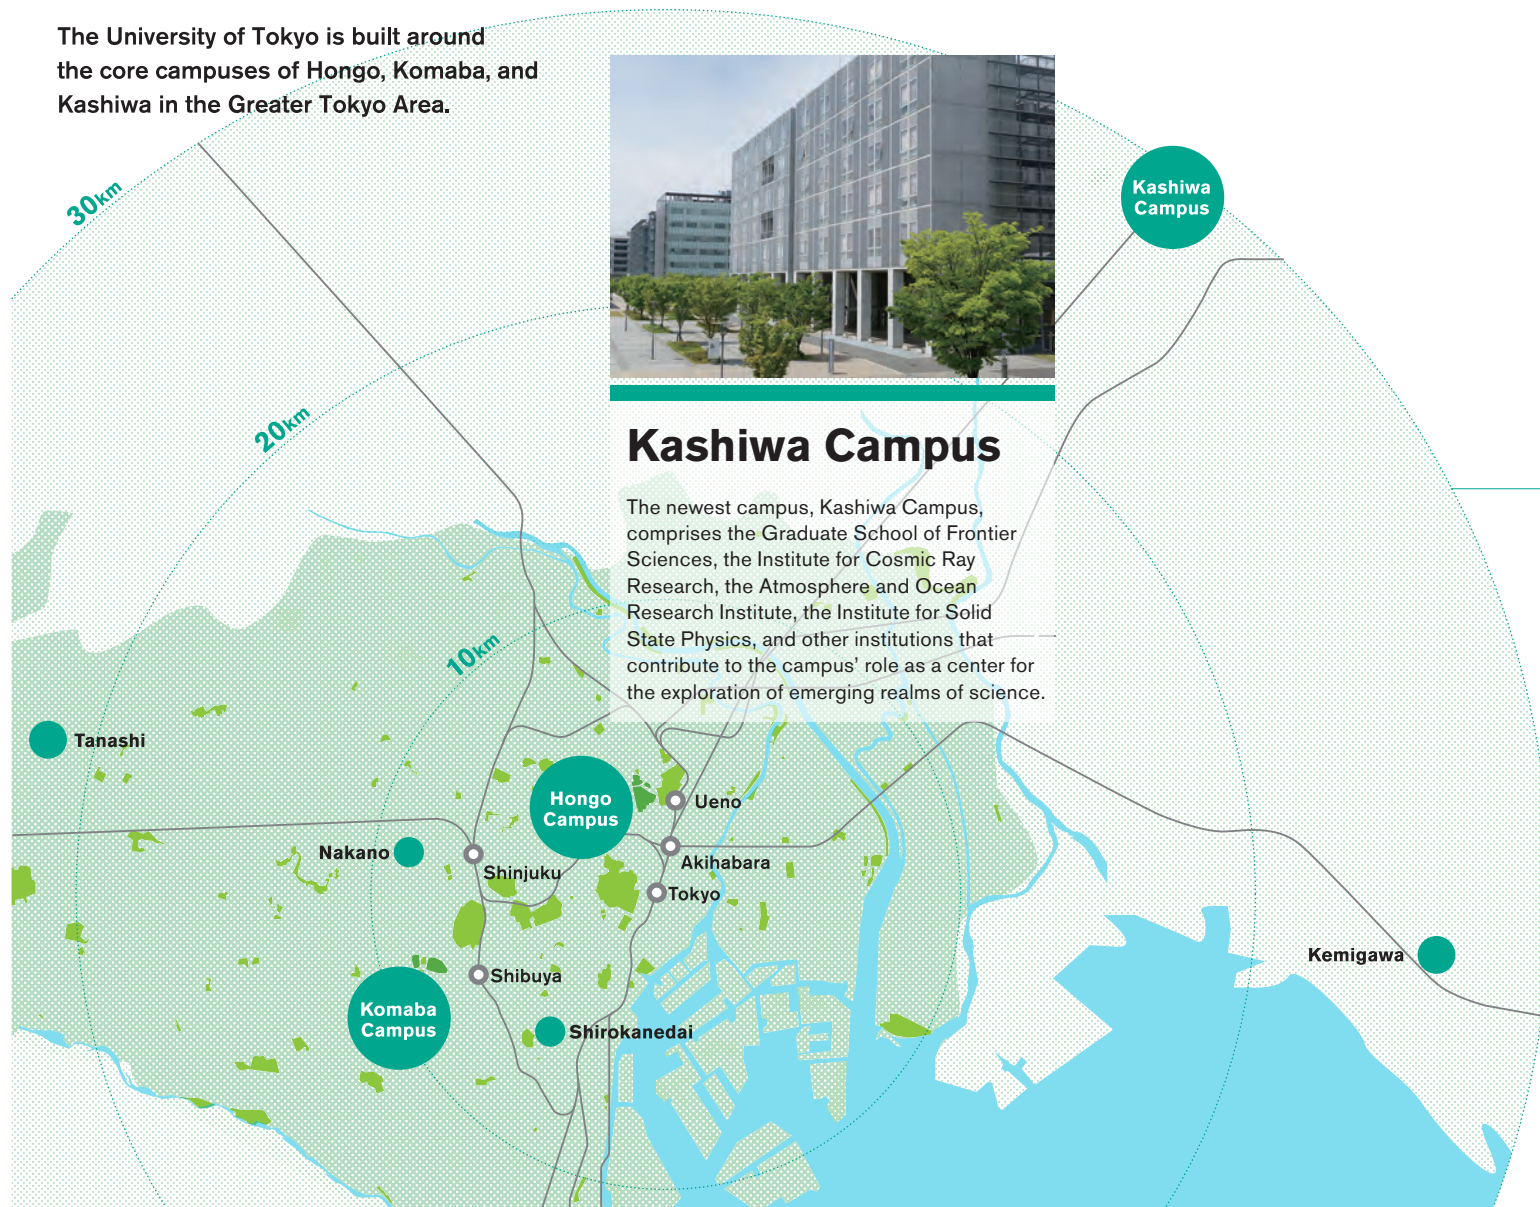 The University of Tokyo is built around
the core campuses of Hongo, Komaba, and
Kashiwa in the Greater Tokyo Area.
Kashiwa
Campus
30km
20km
Kashiwa Campus
The newest campus, Kashiwa Campus,
comprises the Graduate School of Frontier
Sciences, the Institute for Cosmic Ray
Research, the Atmosphere and Ocean
Research Institute, the Institute for Solid
State Physics, and other institutions that
contribute to the campus’ role as a center for
the exploration of emerging realms of science.
10km
Tanashi
Hongo
Campus
Ueno
Nakano
Shinjuku
Akihabara
Tokyo
Kemigawa
Shibuya
Komaba
Campus
Shirokanedai